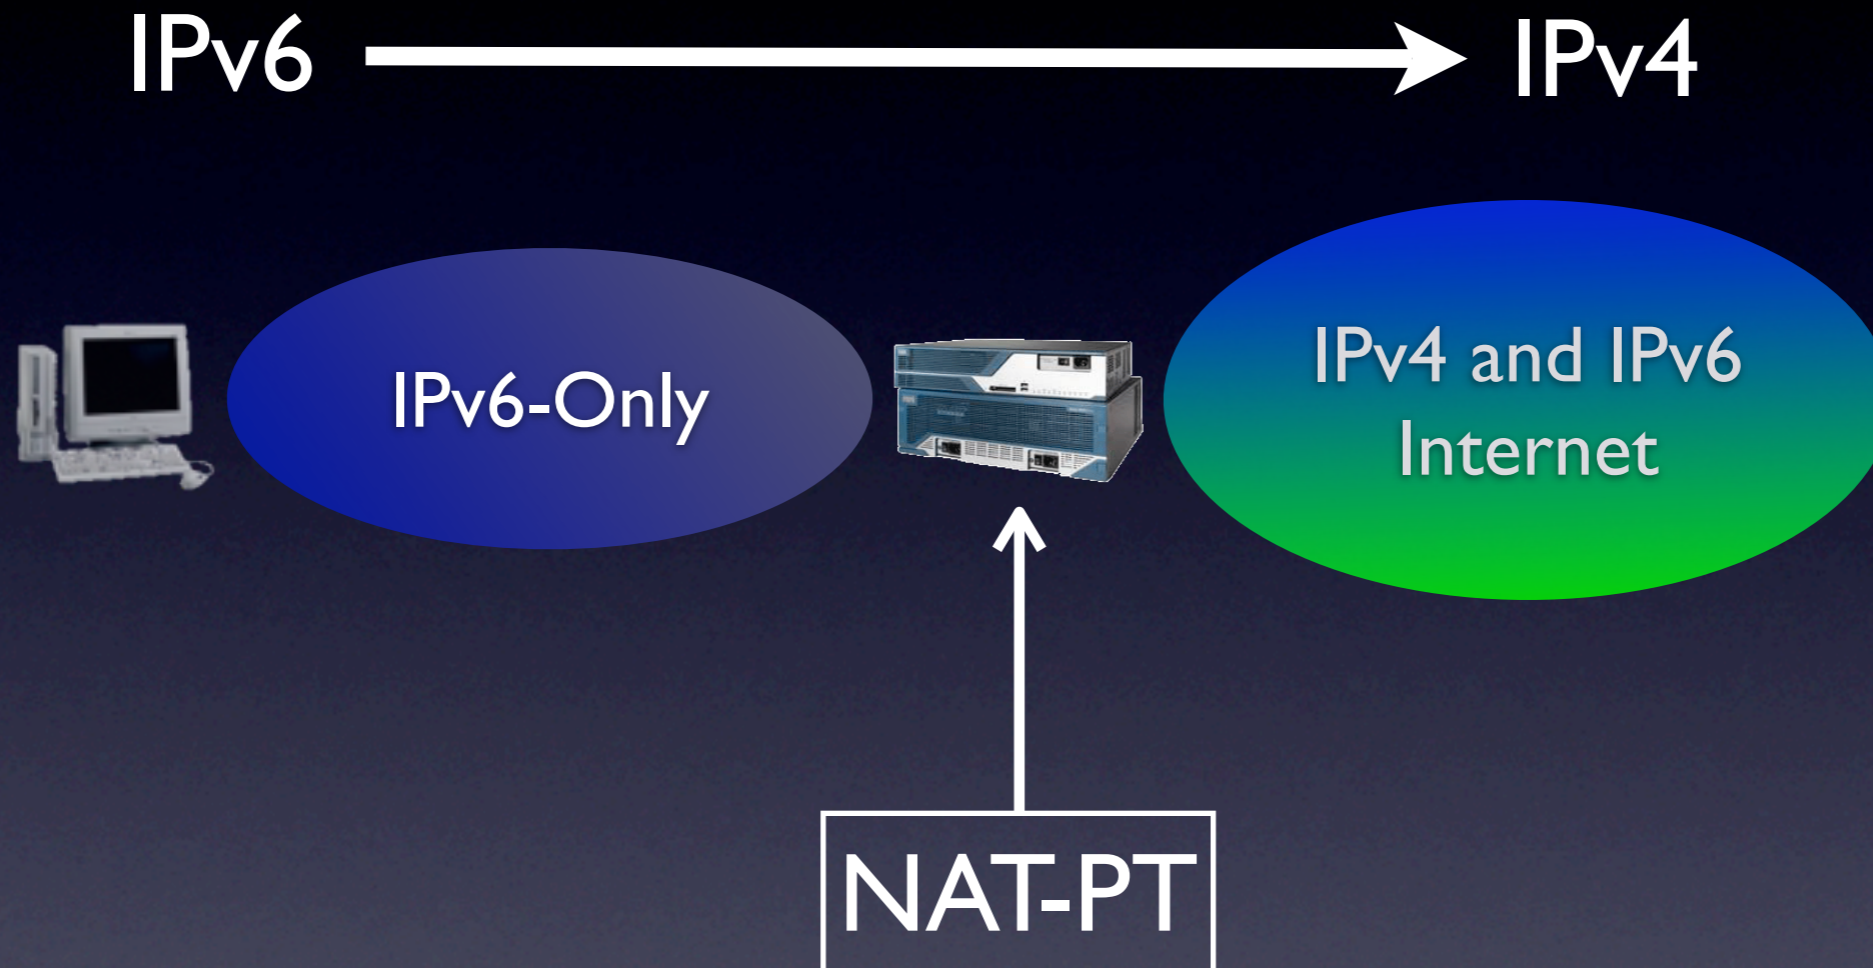 IPv6
IPv4
IPv6-Only
IPv4 and IPv6
Internet
NAT-PT